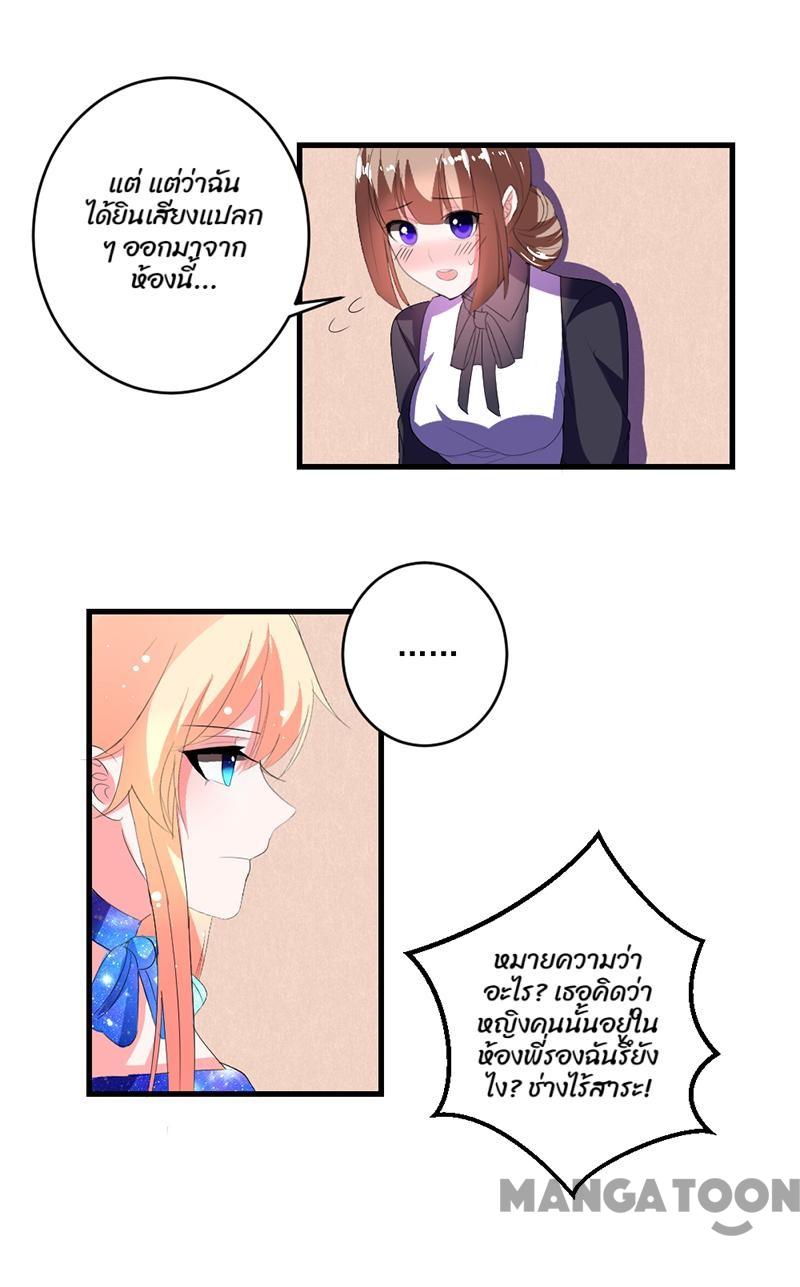 แต่ แต่ว่าฉัน
ได้ยินเสียงแปลก
ๆ ออกมาจาก
ห้องนี้...
......
หมายความว่า
อะไร? เธอคิดว่า
หญิงคนนั้นอยู่ใน
ห้องพี่รองฉันรึยัง
ไง? ช่างไร้สาระ!
MANGATOON